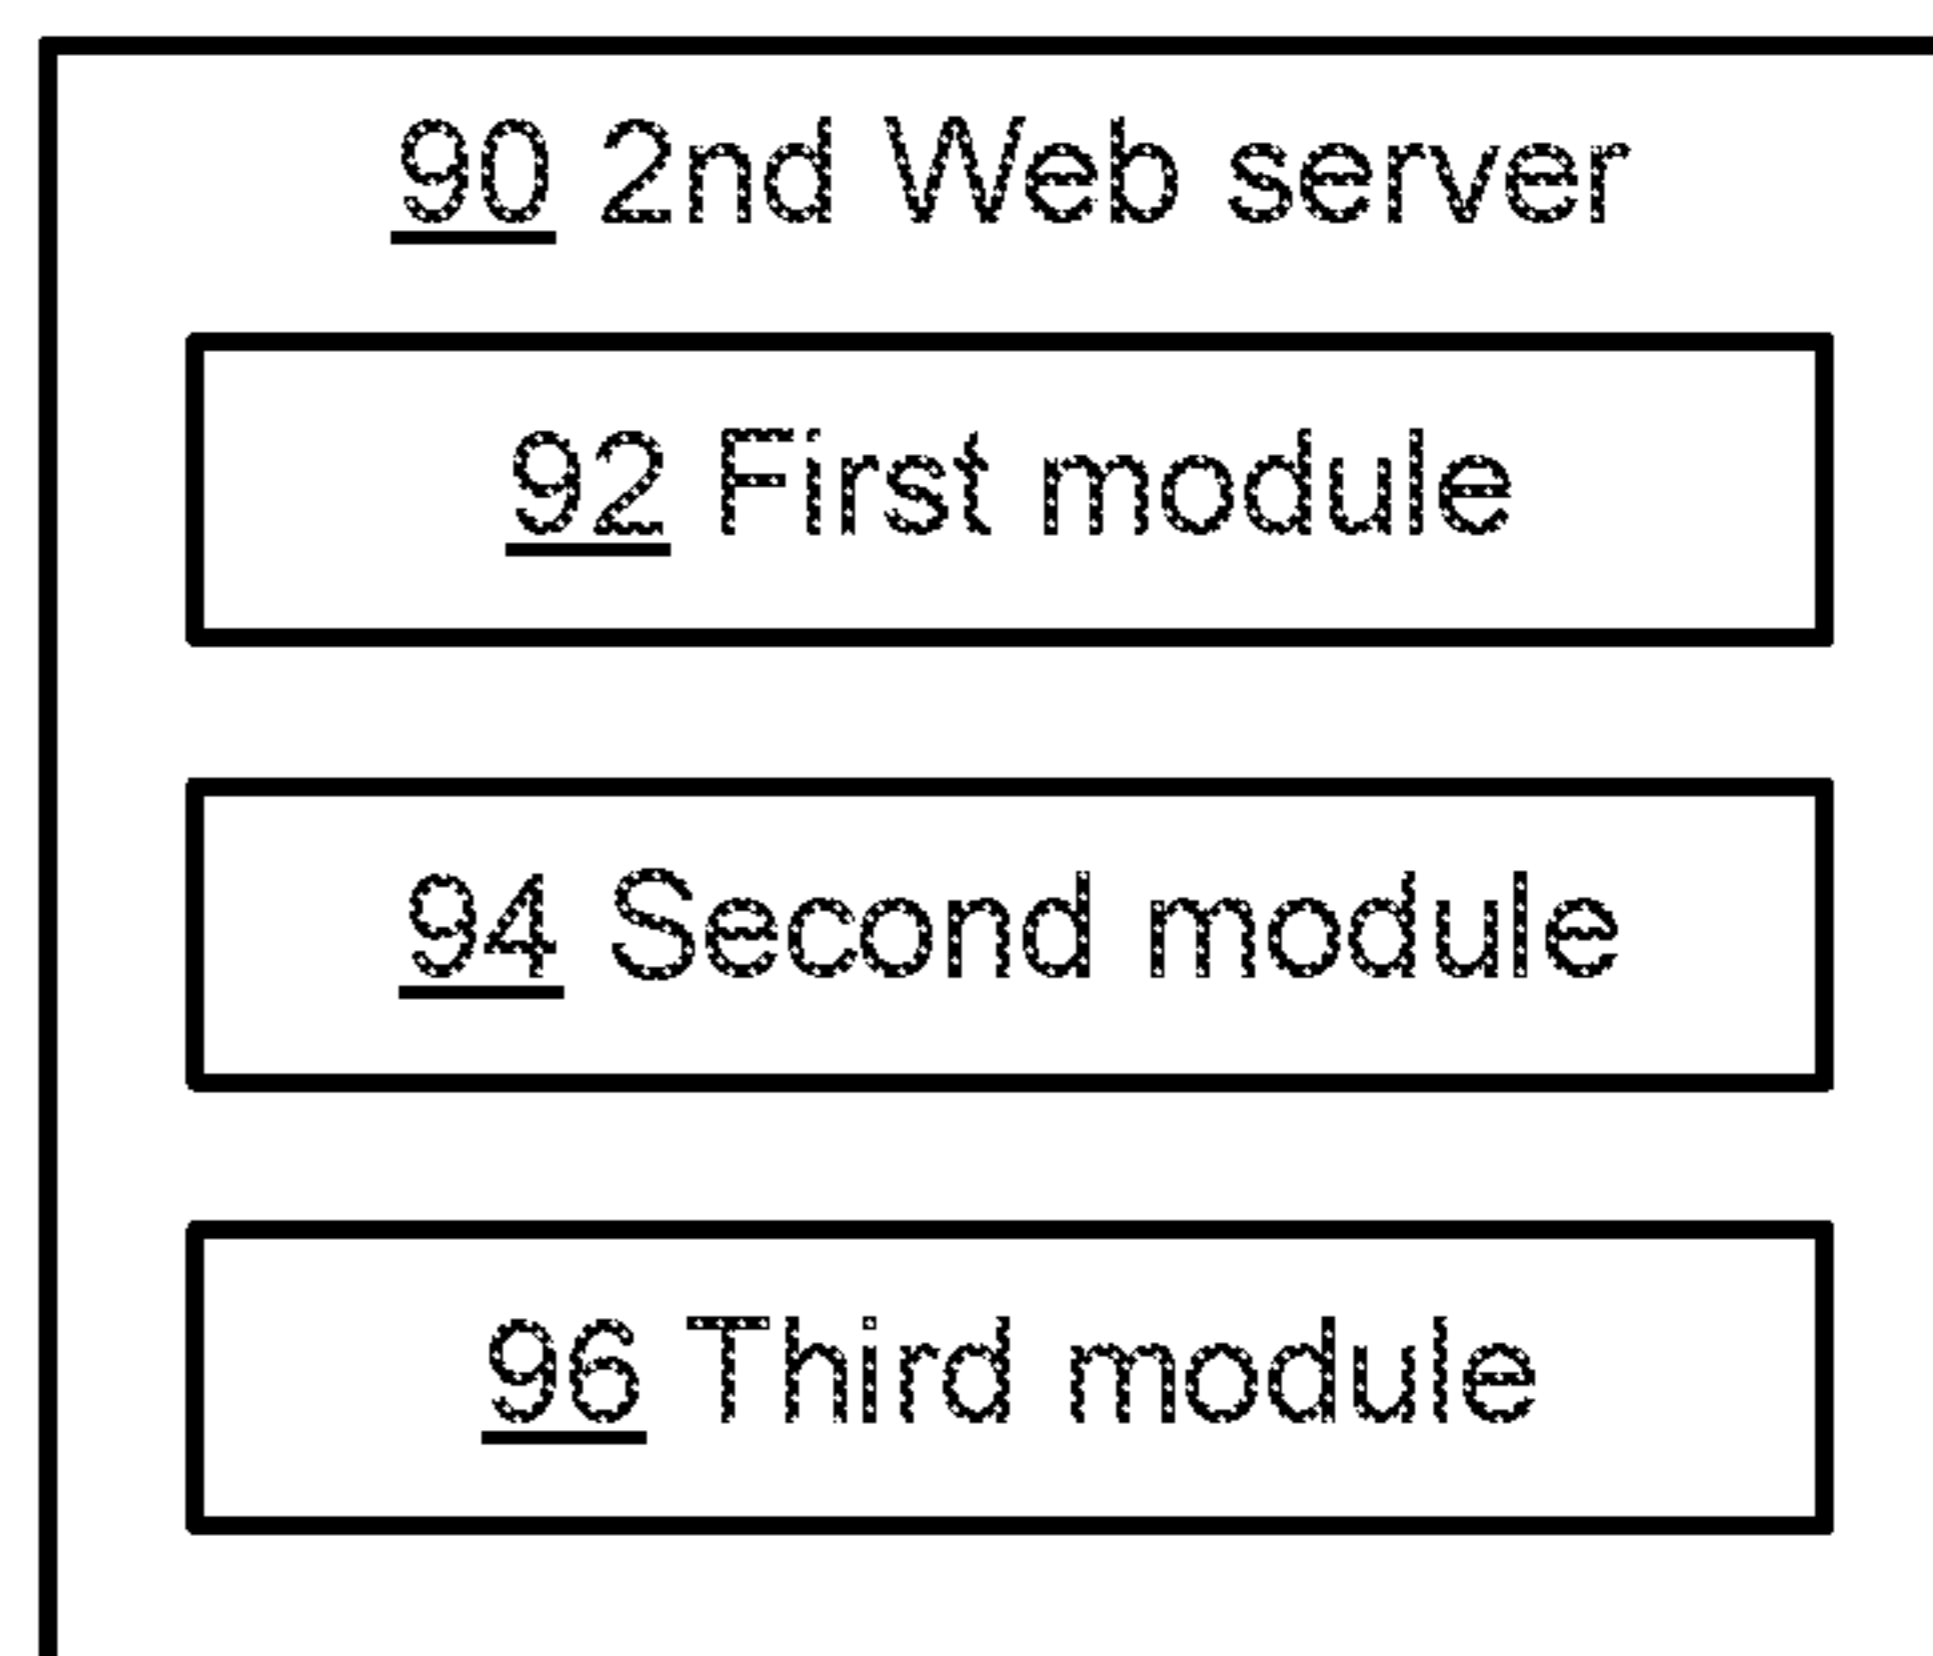 90 2nd Web server
92 First module
94 Second module
96 Third module